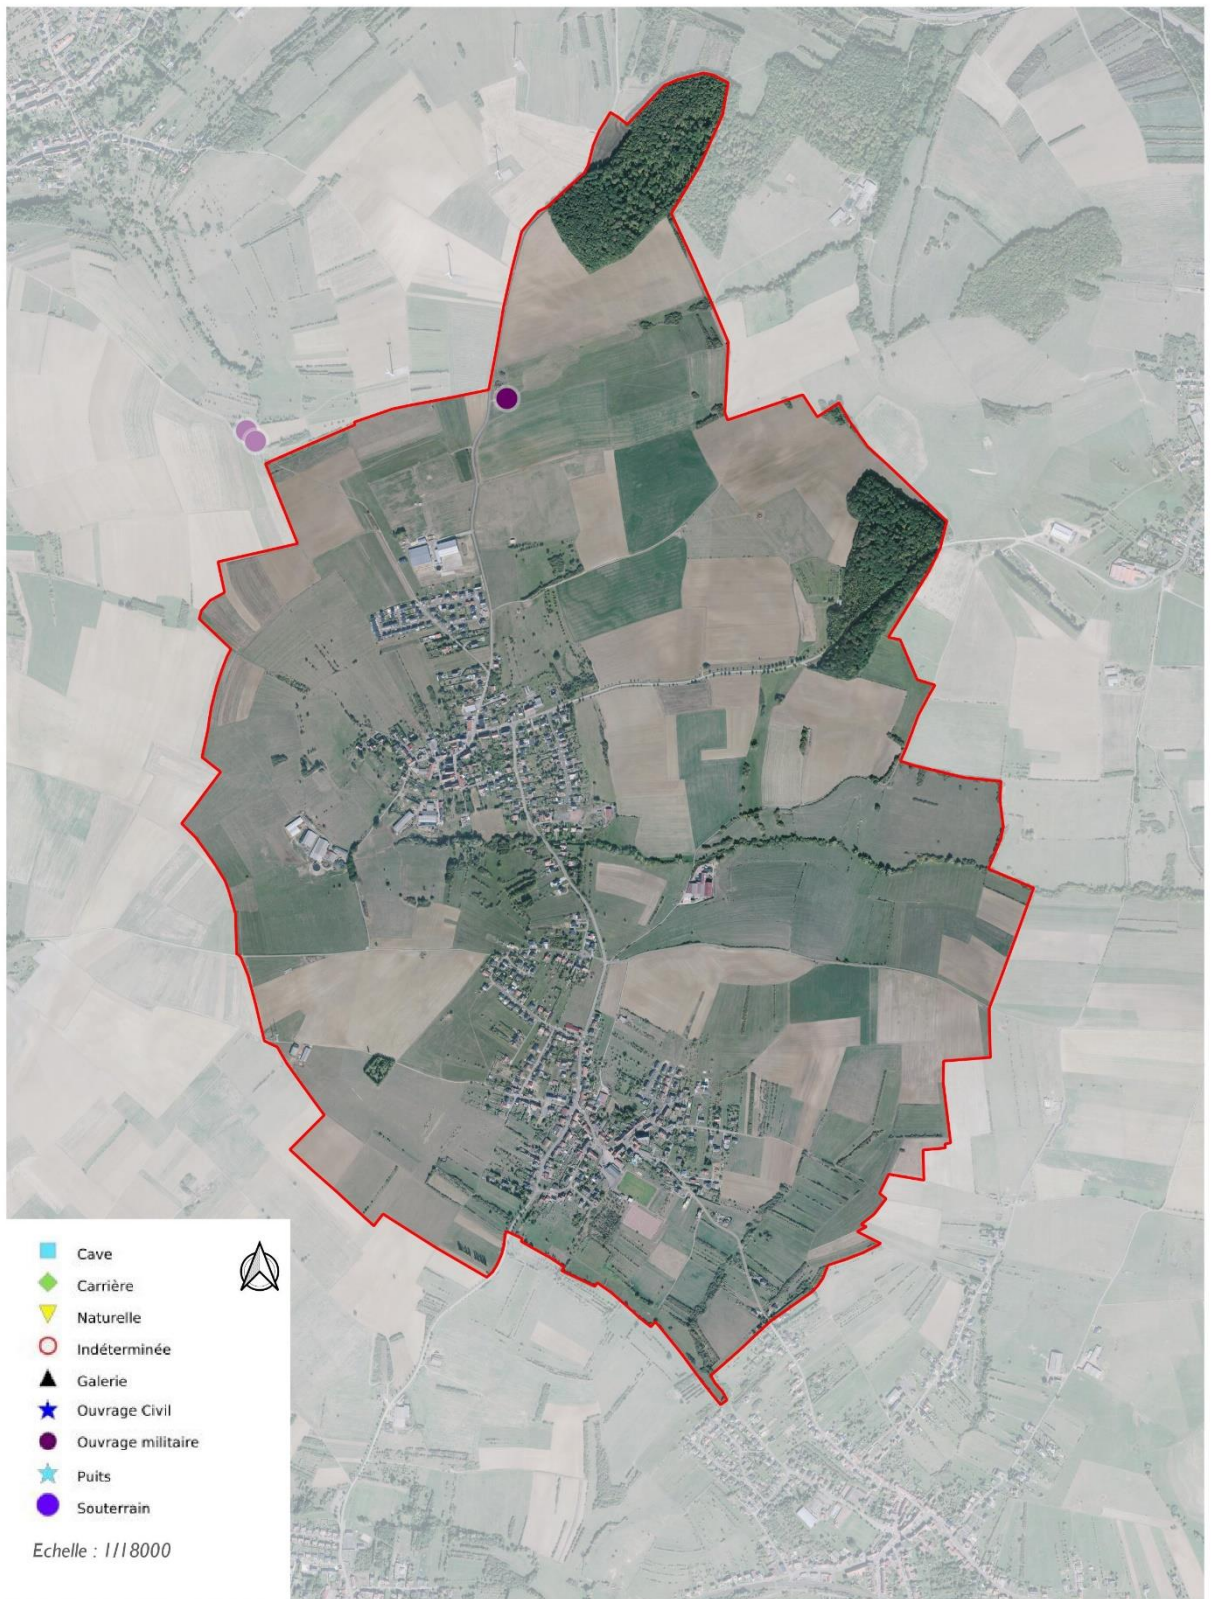 Cave
Carrière
Naturelle
Indéterminée
Galerie
Ouvrage Civil
Ouvrage militaire
Puits
Souterrain
Echelle : 1/18000